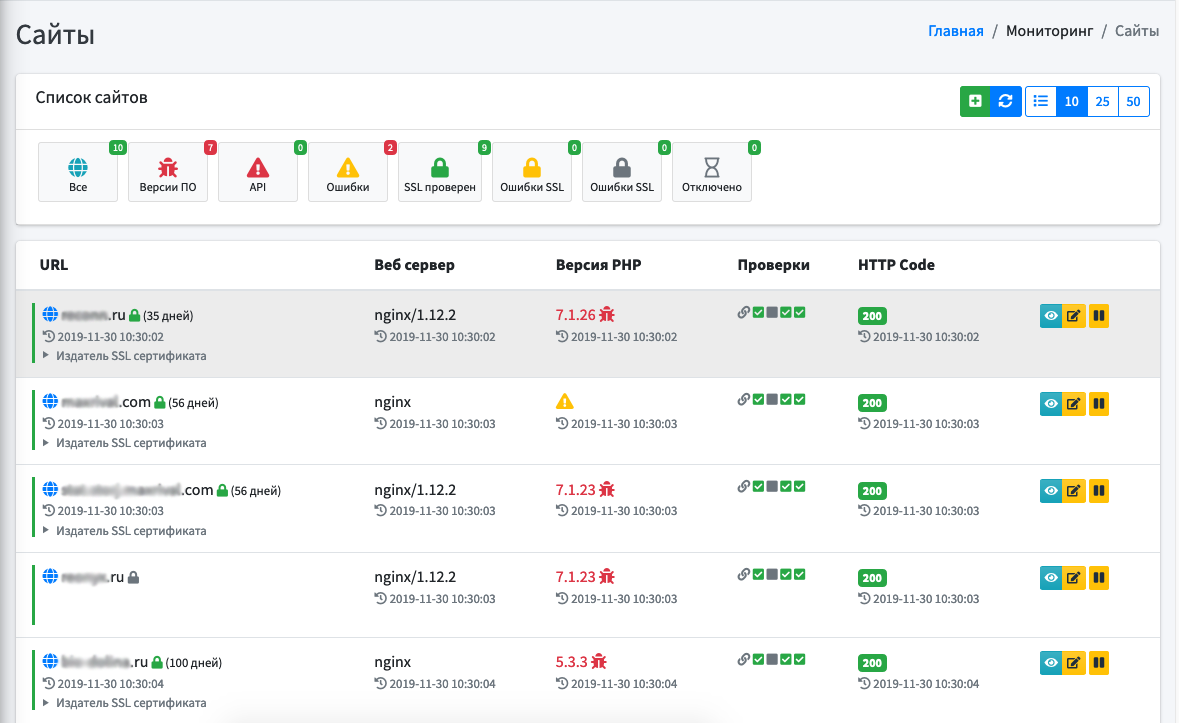 Сайты
Главная / Мониторинг / Сайты
Список сайтов
10 25 50
10 7 0 2 9 0 0 0
Все Версии ПО API Ошибки SSL проверен Ошибки SSL Ошибки SSL Отключено
URL Веб сервер Версия PHP Проверки HTTP Code
.ru (35 дней) nginx/1.12.2 7.1.26 200
2019-11-30 10:30:02 2019-11-30 10:30:02 2019-11-30 10:30:02 2019-11-30 10:30:02
Издатель SSL сертификата
.com (56 дней) nginx 200
2019-11-30 10:30:03 2019-11-30 10:30:03 2019-11-30 10:30:03 2019-11-30 10:30:03
Издатель SSL сертификата
.com (56 дней) nginx/1.12.2 7.1.23 200
2019-11-30 10:30:03 2019-11-30 10:30:03 2019-11-30 10:30:03 2019-11-30 10:30:03
Издатель SSL сертификата
.ru nginx/1.12.2 7.1.23 200
2019-11-30 10:30:03 2019-11-30 10:30:03 2019-11-30 10:30:03
.ru (100 дней) nginx 5.3.3 200
2019-11-30 10:30:04 2019-11-30 10:30:04 2019-11-30 10:30:04 2019-11-30 10:30:04
Издатель SSL сертификата